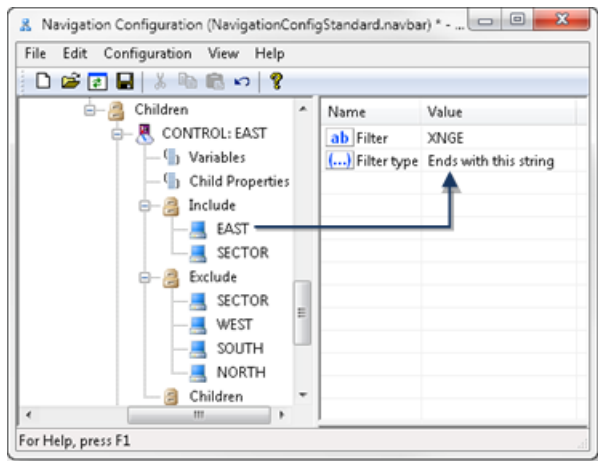 Navigation Configuration (NavigationConfigStandard.navbar) * - ...
File Edit Configuration View Help
Children
CONTROL: EAST
Variables
Child Properties
Include
EAST
SECTOR
Exclude
SECTOR
WEST
SOUTH
NORTH
Children
Name Value
ab Filter XNGE
(...) Filter type Ends with this string
For Help, press F1